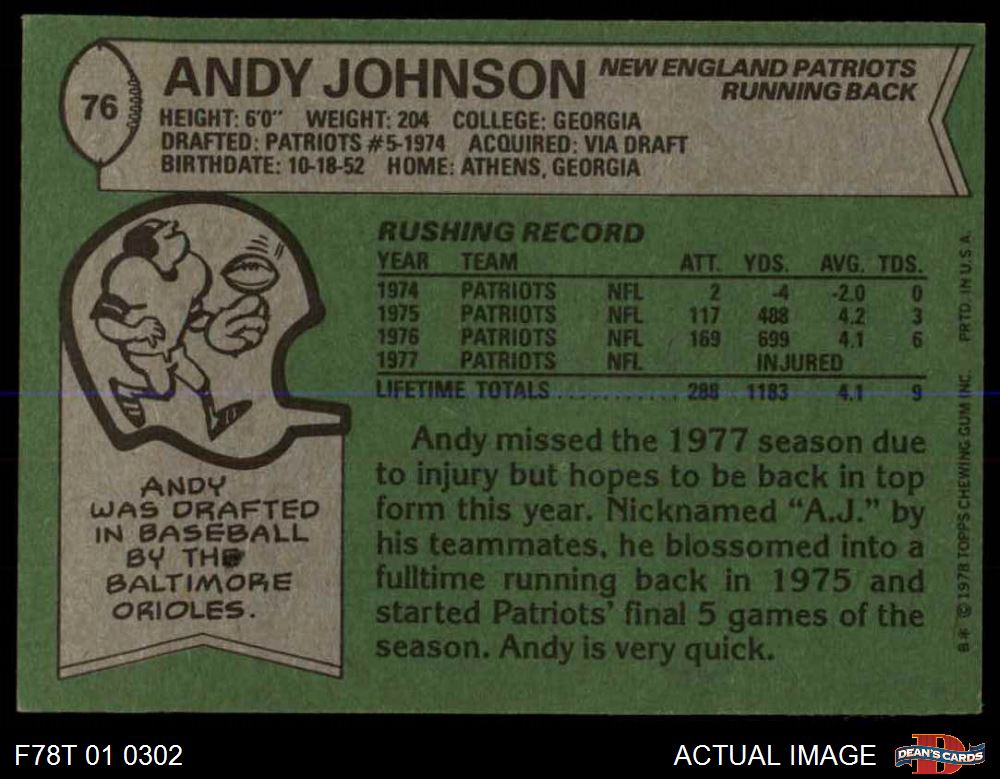 76
ANDY JOHNSON
NEW ENGLAND PATRIOTS
RUNNING BACK
HEIGHT: 6'0" WEIGHT: 204 COLLEGE: GEORGIA
DRAFTED: PATRIOTS #5-1974 ACQUIRED: VIA DRAFT
BIRTHDATE: 10-18-52 HOME: ATHENS, GEORGIA
RUSHING RECORD
YEAR TEAM ATT. YDS. AVG. TDS.
1974 PATRIOTS NFL 2 -4 -2.0 0
1975 PATRIOTS NFL 117 488 4.2 3
1976 PATRIOTS NFL 169 699 4.1 6
1977 PATRIOTS NFL INJURED
LIFETIME TOTALS............ 288 1183 4.1 9
Andy missed the 1977 season due
to injury but hopes to be back in top
form this year. Nicknamed “A.J.” by
his teammates, he blossomed into a
fulltime running back in 1975 and
started Patriots’ final 5 games of the
season. Andy is very quick.
ANDY
WAS DRAFTED
IN BASEBALL
BY THE
BALTIMORE
ORIOLES.
B* © 1978 TOPPS CHEWING GUM INC. PRTD. IN U.S.A.
F78T 01 0302
ACTUAL IMAGE
DEAN'S CARDS